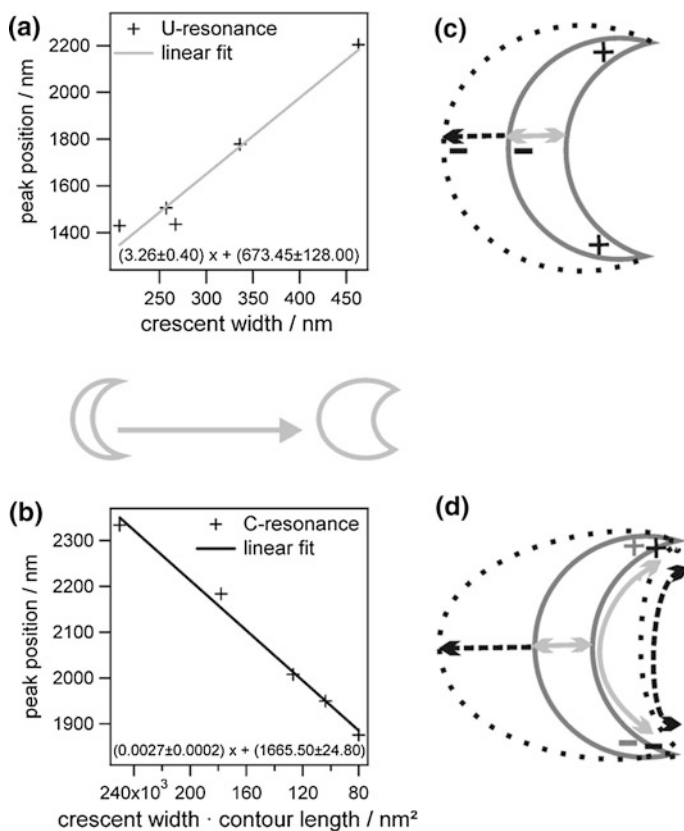 (a)
+ U-resonance
linear fit
2200
2000
1800
1600
1400
peak position / nm
(3.26±0.40) x + (673.45±128.00)
250 300 350 400 450
crescent width / nm
(c)
+
- -
+
(b)
+ C-resonance
linear fit
2300
2200
2100
2000
1900
peak position / nm
(0.0027±0.0002) x + (1665.50±24.80)
240x10³ 200 160 120 80
crescent width · contour length / nm²
(d)
+ +
- -